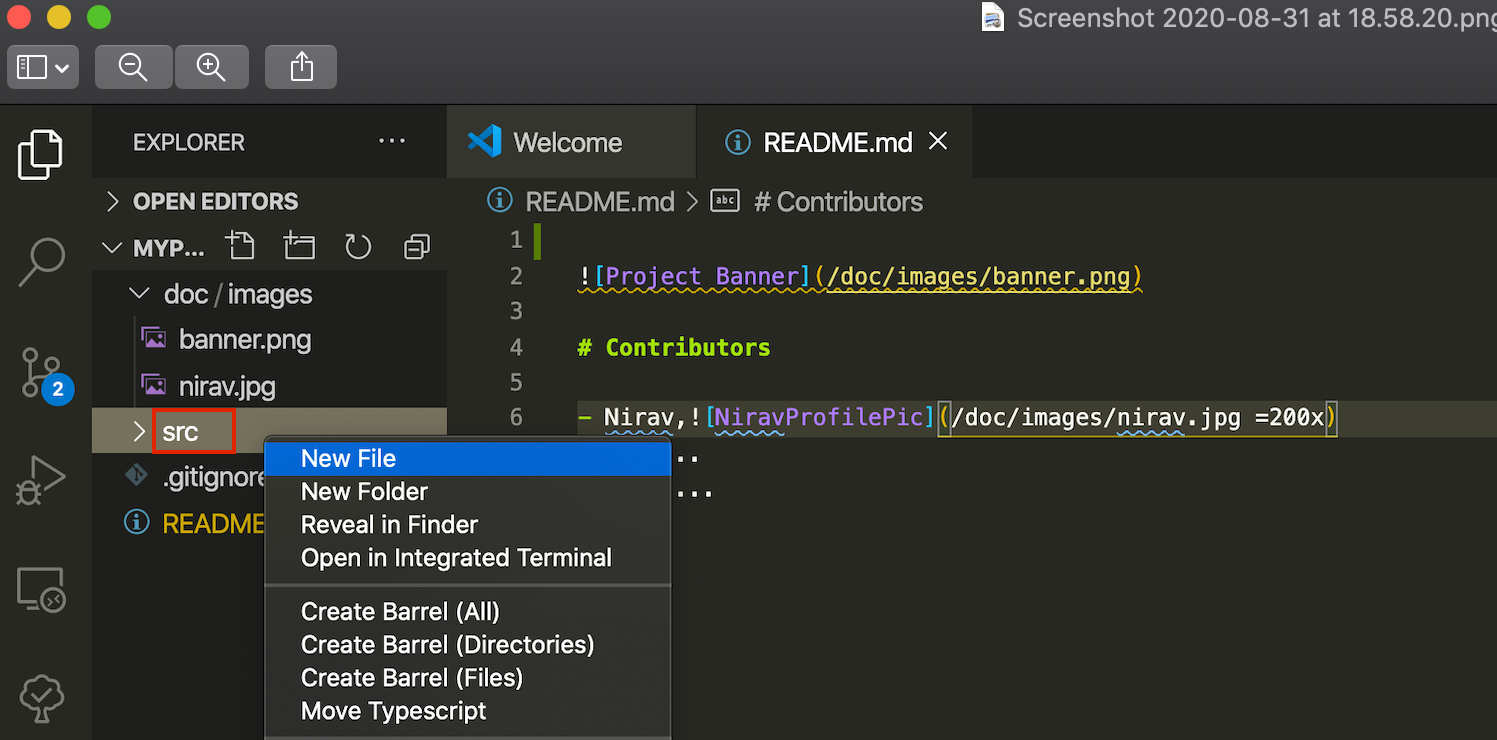 Screenshot 2020-08-31 at 18.58.20.png
EXPLORER ...
Welcome
README.md
OPEN EDITORS
README.md > # Contributors
MYP...
1
2 ![Project Banner](/doc/images/banner.png)
doc / images
3
banner.png
4 # Contributors
nirav.jpg
5
6 - Nirav,![NiravProfilePic](/doc/images/nirav.jpg =200x)
src
..
...
.gitignore
README
2
New File
New Folder
Reveal in Finder
Open in Integrated Terminal
Create Barrel (All)
Create Barrel (Directories)
Create Barrel (Files)
Move Typescript